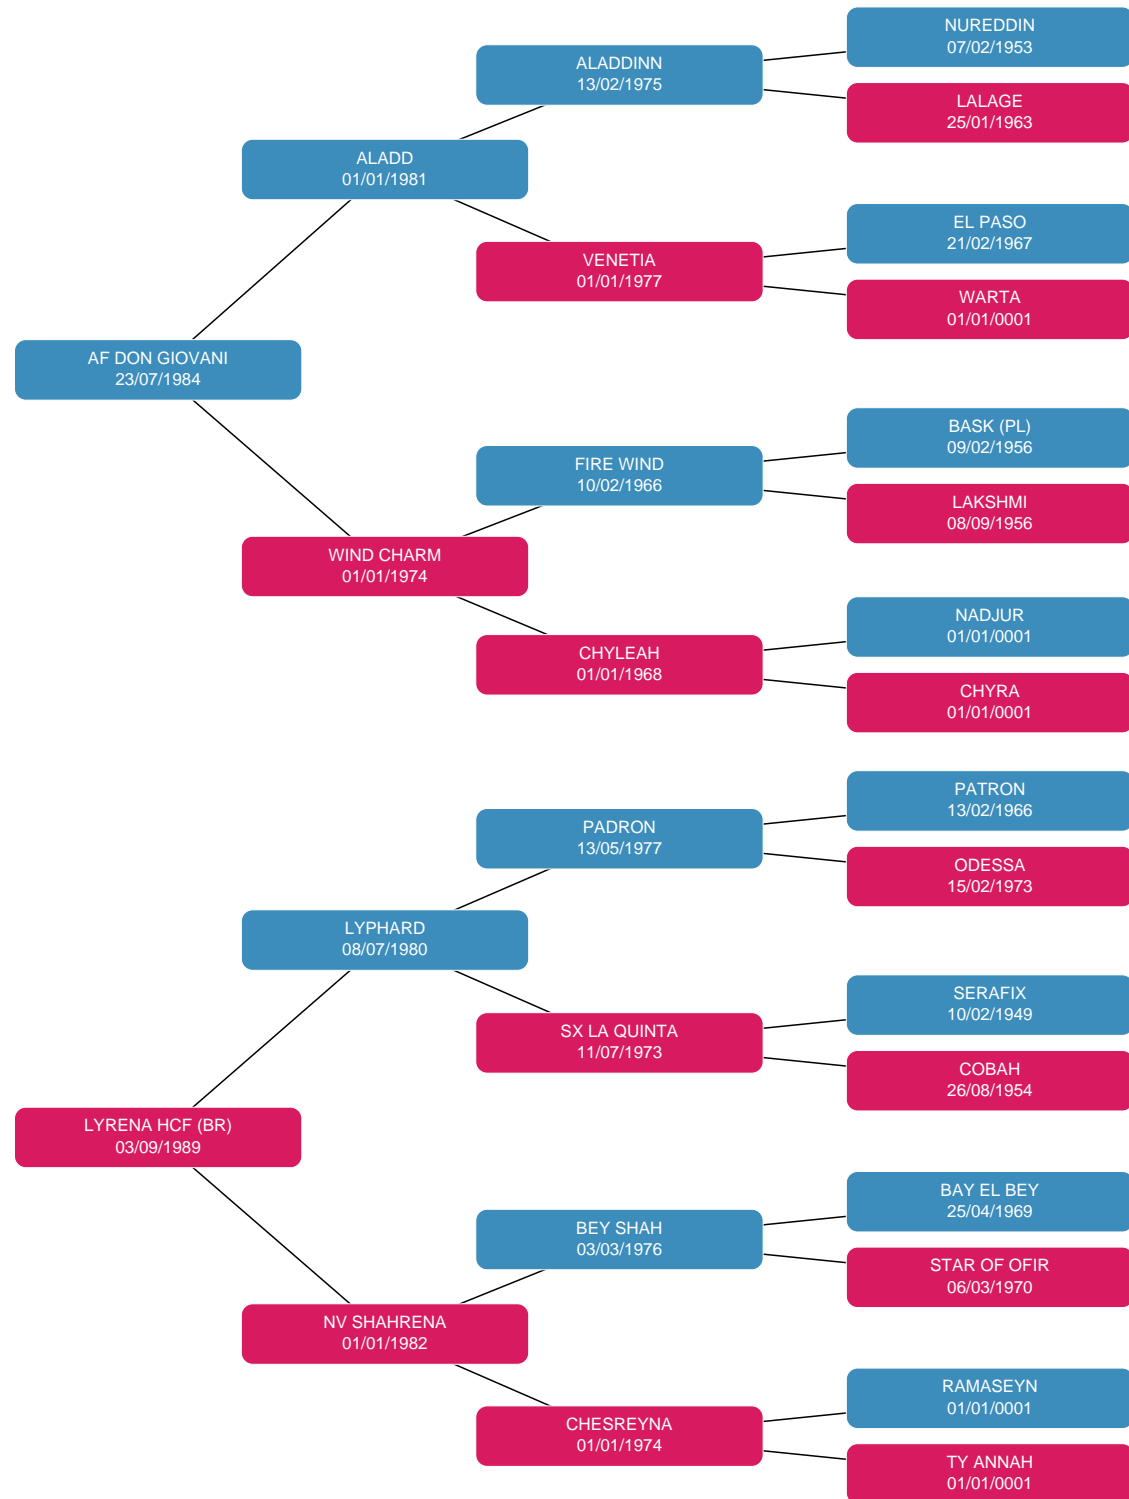 NUREDDIN
07/02/1953
ALADDINN
13/02/1975
LALAGE
25/01/1963
ALADD
01/01/1981
EL PASO
21/02/1967
VENETIA
01/01/1977
WARTA
01/01/0001
AF DON GIOVANI
23/07/1984
BASK (PL)
09/02/1956
FIRE WIND
10/02/1966
LAKSHMI
08/09/1956
WIND CHARM
01/01/1974
NADJUR
01/01/0001
CHYLEAH
01/01/1968
CHYRA
01/01/0001
PATRON
13/02/1966
PADRON
13/05/1977
ODESSA
15/02/1973
LYPHARD
08/07/1980
SERAFIX
10/02/1949
SX LA QUINTA
11/07/1973
COBAH
26/08/1954
LYRENA HCF (BR)
03/09/1989
BAY EL BEY
25/04/1969
BEY SHAH
03/03/1976
STAR OF OFIR
06/03/1970
NV SHAHRENA
01/01/1982
RAMASEYN
01/01/0001
CHESREYNA
01/01/1974
TY ANNAH
01/01/0001